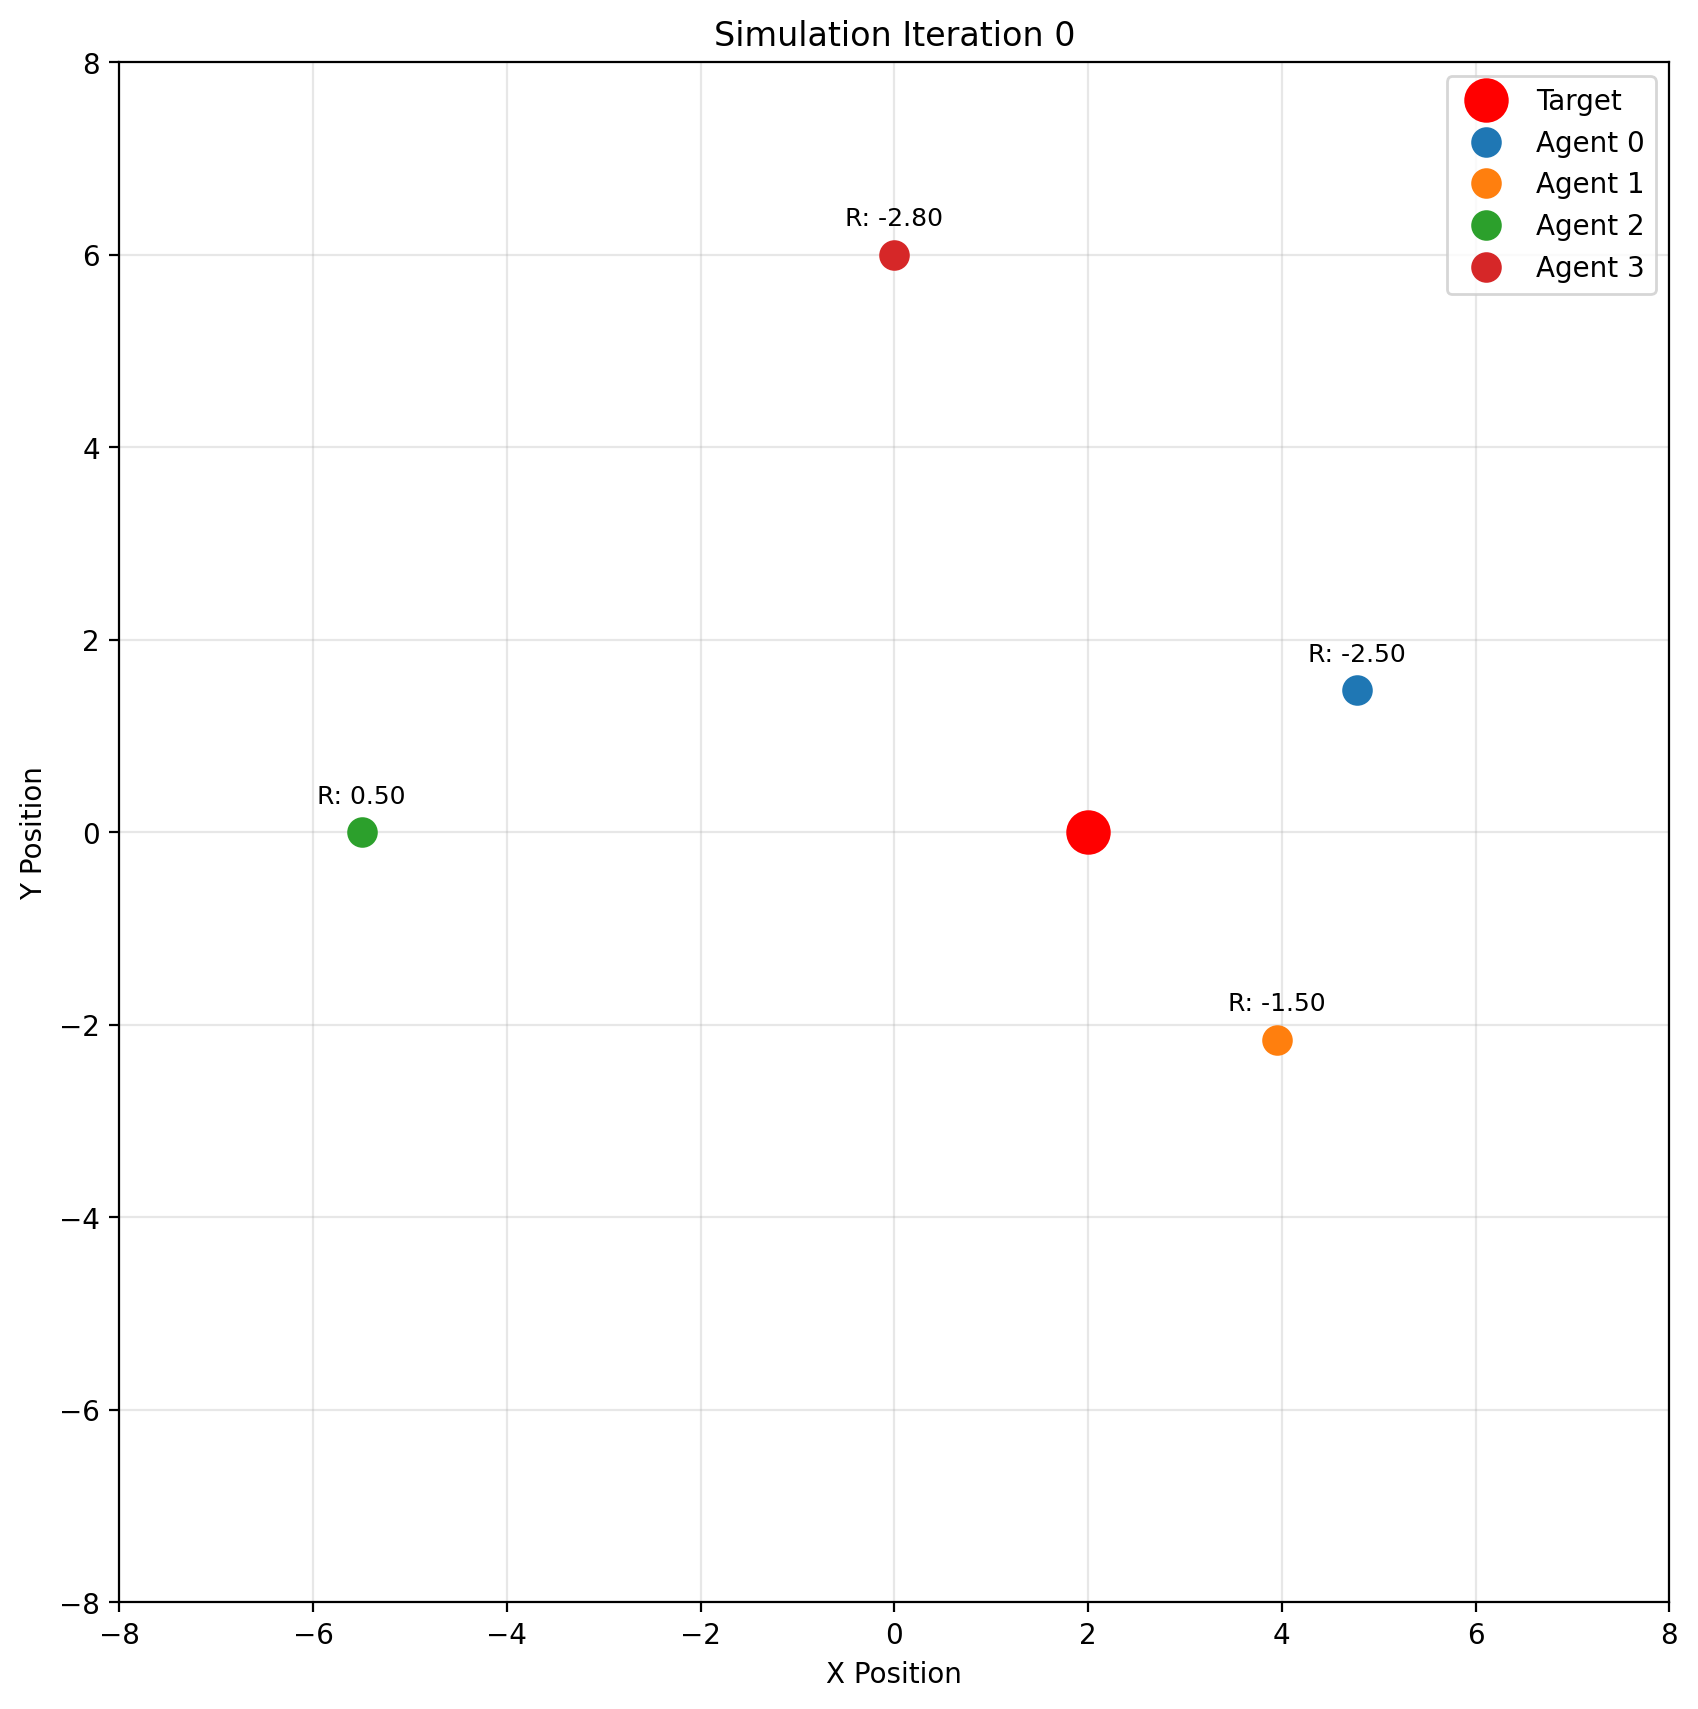 Simulation Iteration 0
8
Target
Agent 0
Agent 1
Agent 2
Agent 3
R: -2.80
6
4
2
R: -2.50
R: 0.50
0
Y Position
R: -1.50
−2
−4
−6
−8
−8 −6 −4 −2 0 2 4 6 8
X Position